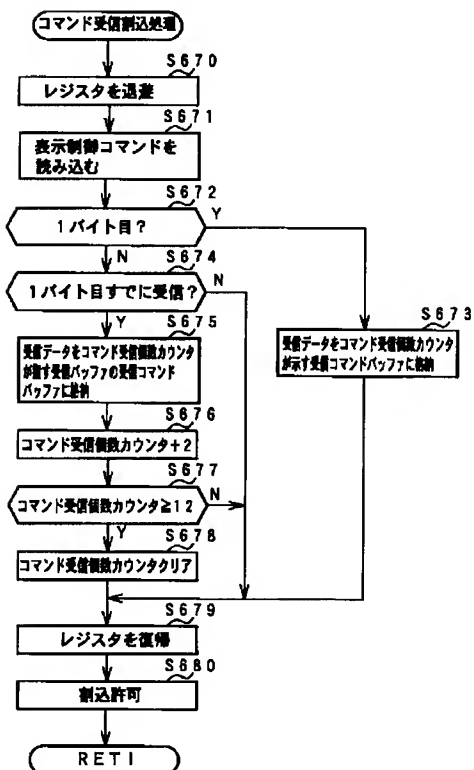 コマンド受信割込処理
S670
レジスタを退避
S671
表示制御コマンドを
読み込む
S672
1バイト目?
Y
N
S674
1バイト目すでに受信?
N
Y
S673
受信データをコマンド受信個数カウンタ
が示す受信コマンドバッファに格納
S675
受信データをコマンド受信個数カウンタ
が指す受信バッファの受信コマンド
バッファに格納
S676
コマンド受信個数カウンタ+2
S677
コマンド受信個数カウンタ≧12
N
Y
S678
コマンド受信個数カウンタクリア
S679
レジスタを復帰
S680
割込許可
RETI